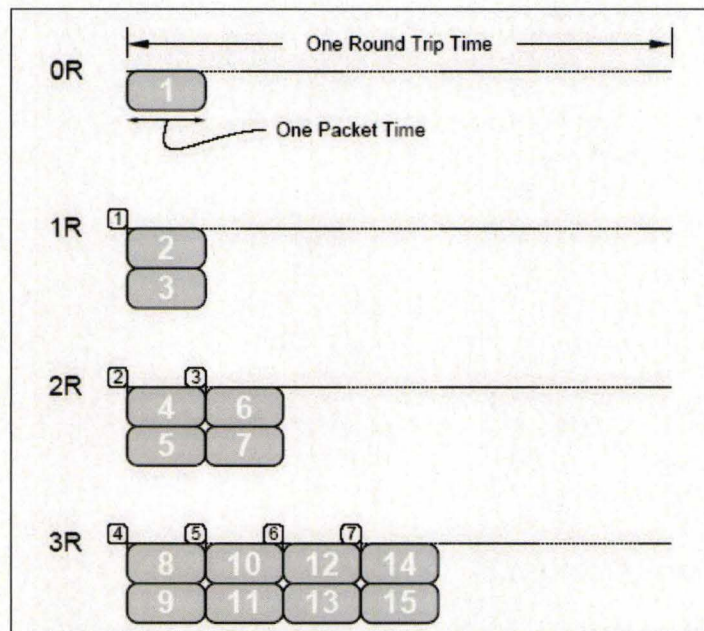 One Round Trip Time
0R
1
One Packet Time
1R 1
2
3
2R 2 3
4 6
5 7
3R 4 5 6 7
8 10 12 14
9 11 13 15